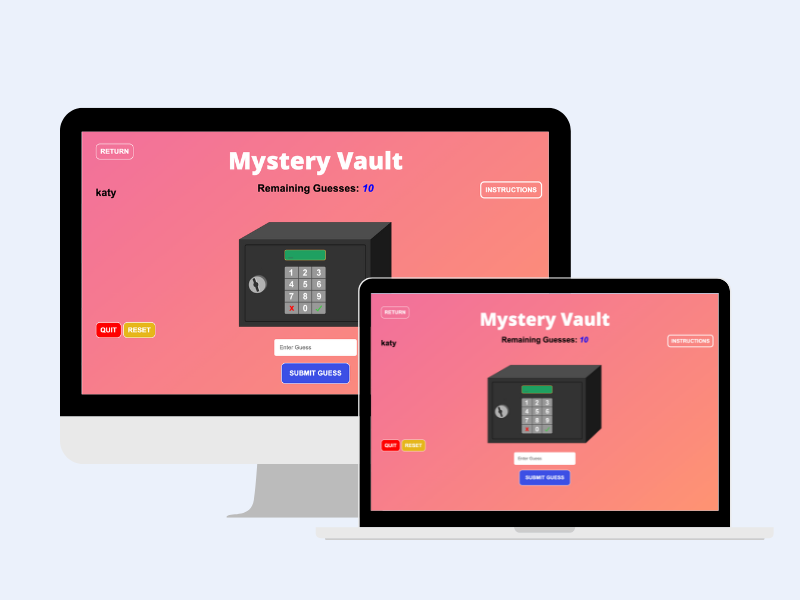 RETURN
Mystery Vault
katy
Remaining Guesses: 10
INSTRUCTIONS
1 2 3
4 5 6
7 8 9
x 0 ✓
QUIT RESET
Enter Guess
SUBMIT GUESS
RETURN
Mystery Vault
katy
Remaining Guesses: 10
INSTRUCTIONS
1 2 3
4 5 6
7 8 9
x 0 ✓
QUIT RESET
Enter Guess
SUBMIT GUESS